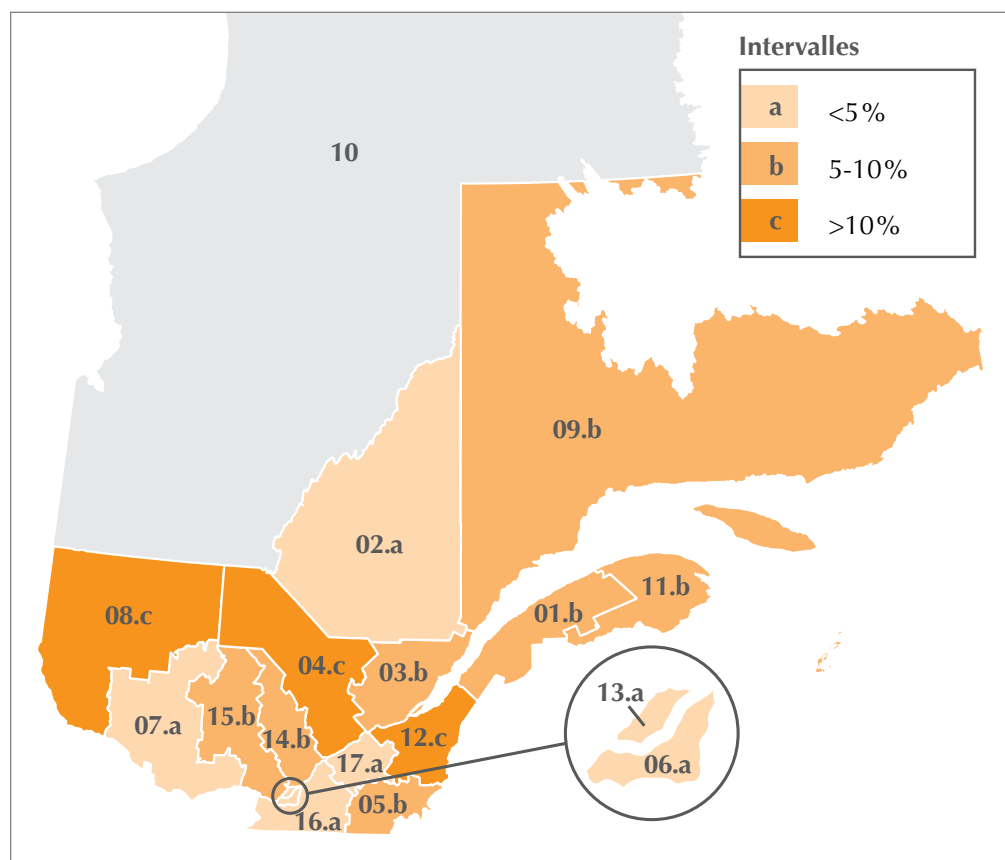 Intervalles
a <5%
b 5-10%
c >10%
10
09.b
02.a
11.b
01.b
08.c
04.c
03.b
13.a
15.b
07.a
14.b
12.c
17.a
06.a
05.b
16.a